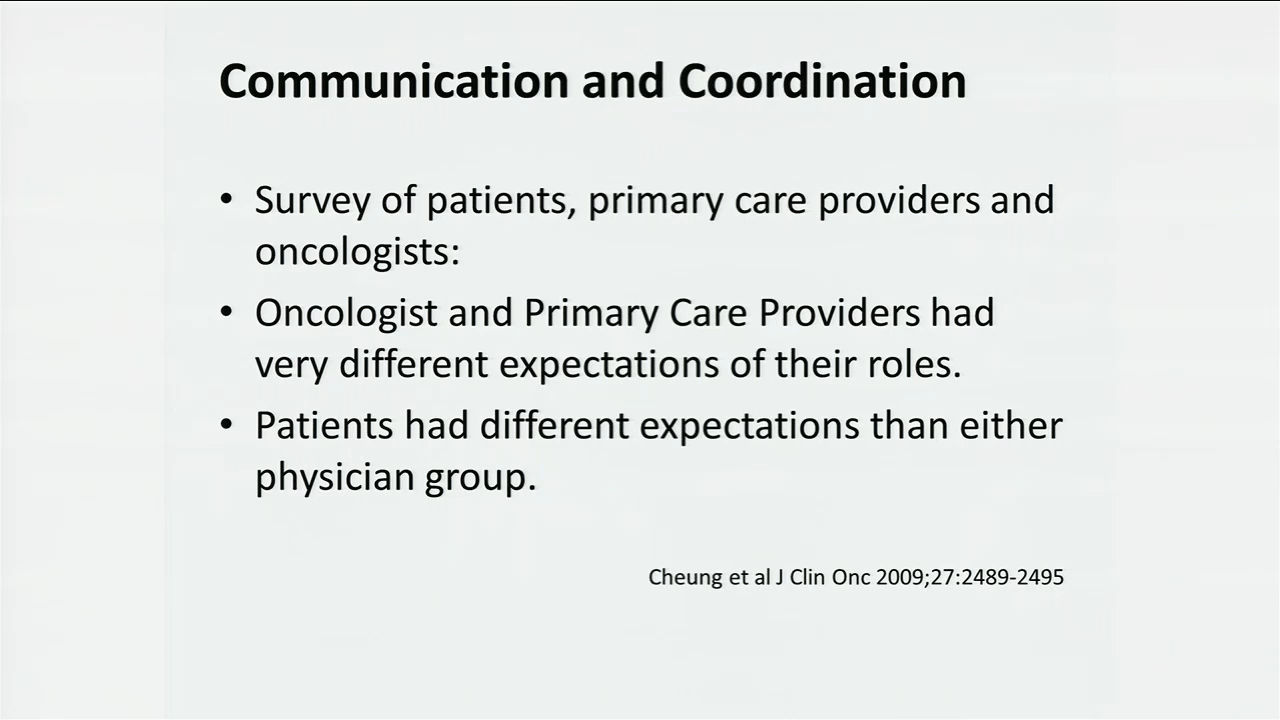 Communication and Coordination
• Survey of patients, primary care providers and
oncologists:
• Oncologist and Primary Care Providers had
very different expectations of their roles.
• Patients had different expectations than either
physician group.
Cheung et al J Clin Onc 2009;27:2489-2495